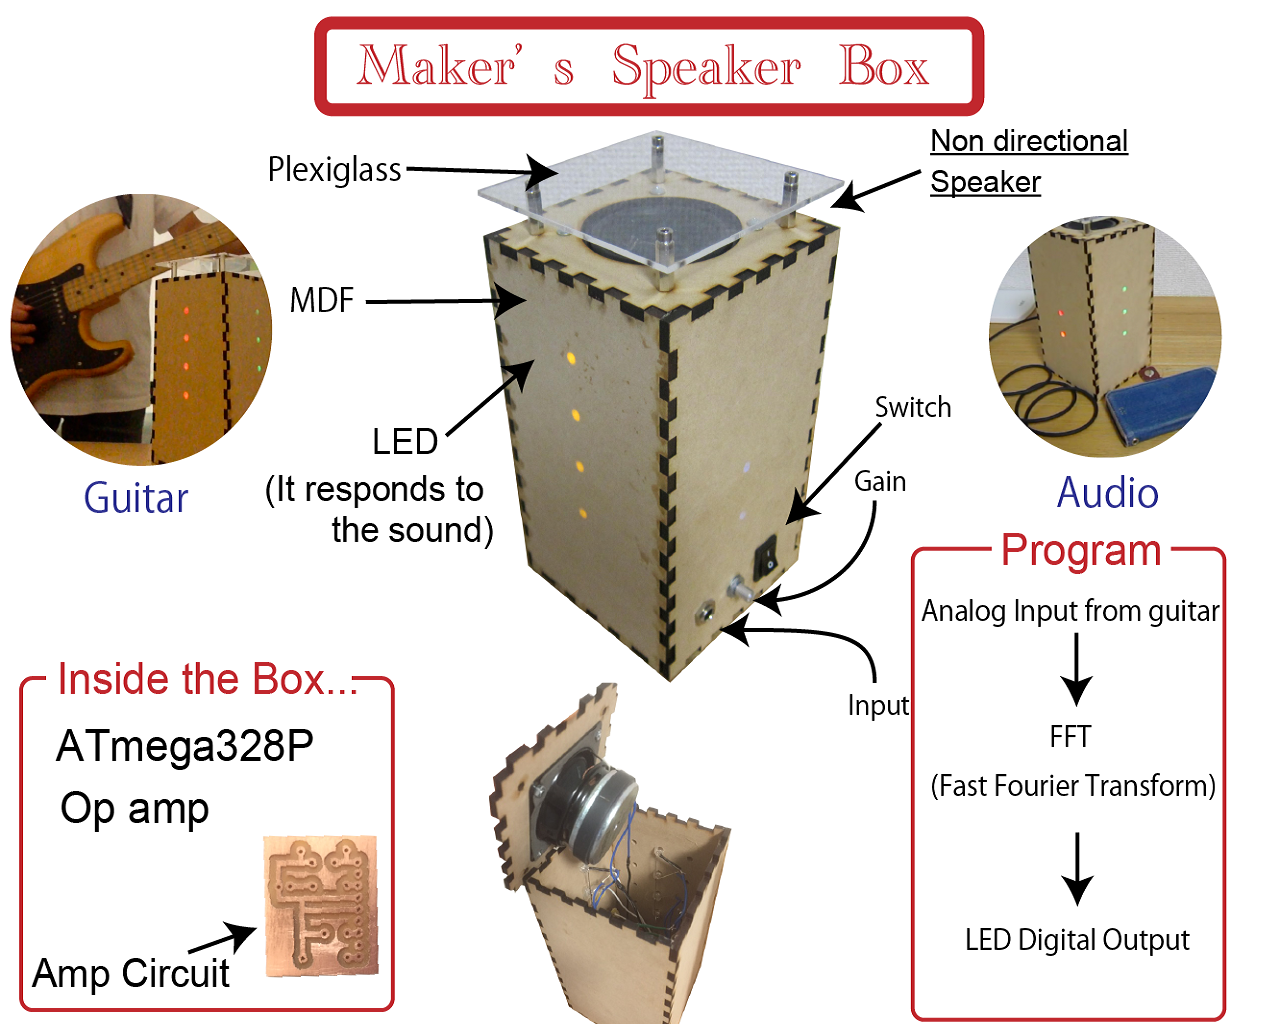 Maker's Speaker Box
Plexiglass
Non directional
Speaker
MDF
LED
(It responds to
the sound)
Switch
Gain
Input
Guitar
Audio
Program
Analog Input from guitar
FFT
(Fast Fourier Transform)
LED Digital Output
Inside the Box...
ATmega328P
Op amp
Amp Circuit